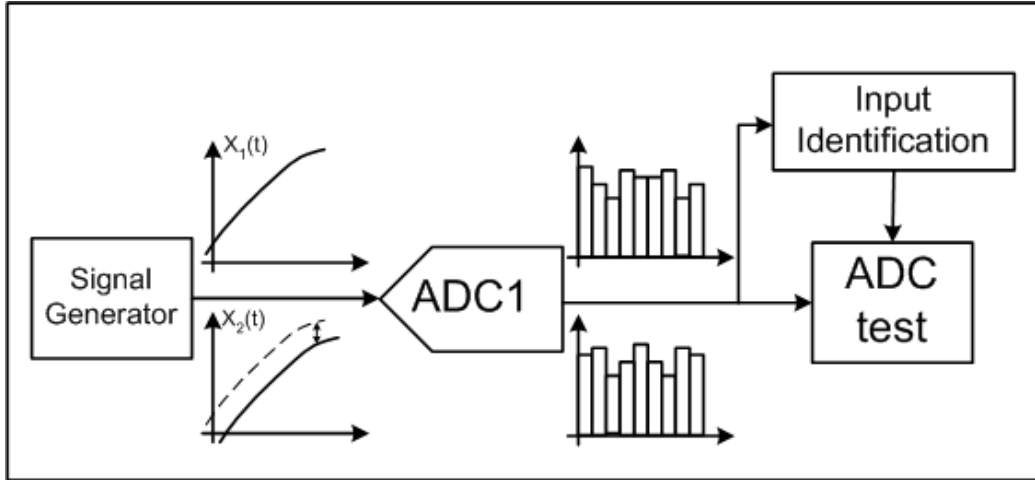 X₁(t)
Signal
Generator
X₂(t)
ADC1
Input
Identification
ADC
test